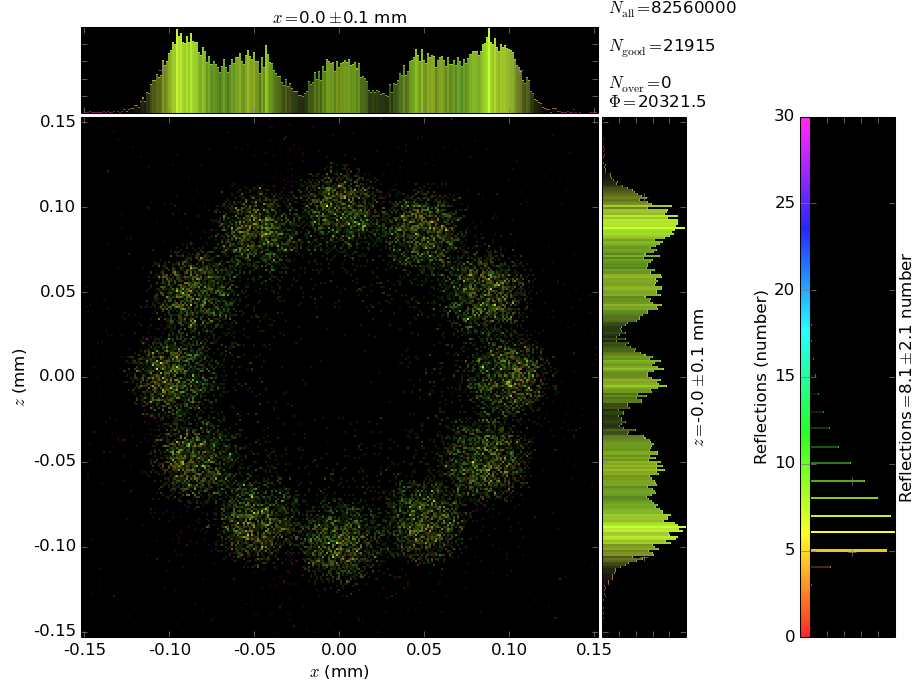 x=0.0±0.1 mm
N_all=82560000
N_good=21915
N_over=0
Φ=20321.5
0.15
0.10
0.05
0.00
-0.05
-0.10
-0.15
z (mm)
-0.15 -0.10 -0.05 0.00 0.05 0.10 0.15
x (mm)
z=-0.0±0.1 mm
30
25
20
15
10
5
0
Reflections (number)
Reflections=8.1±2.1 number